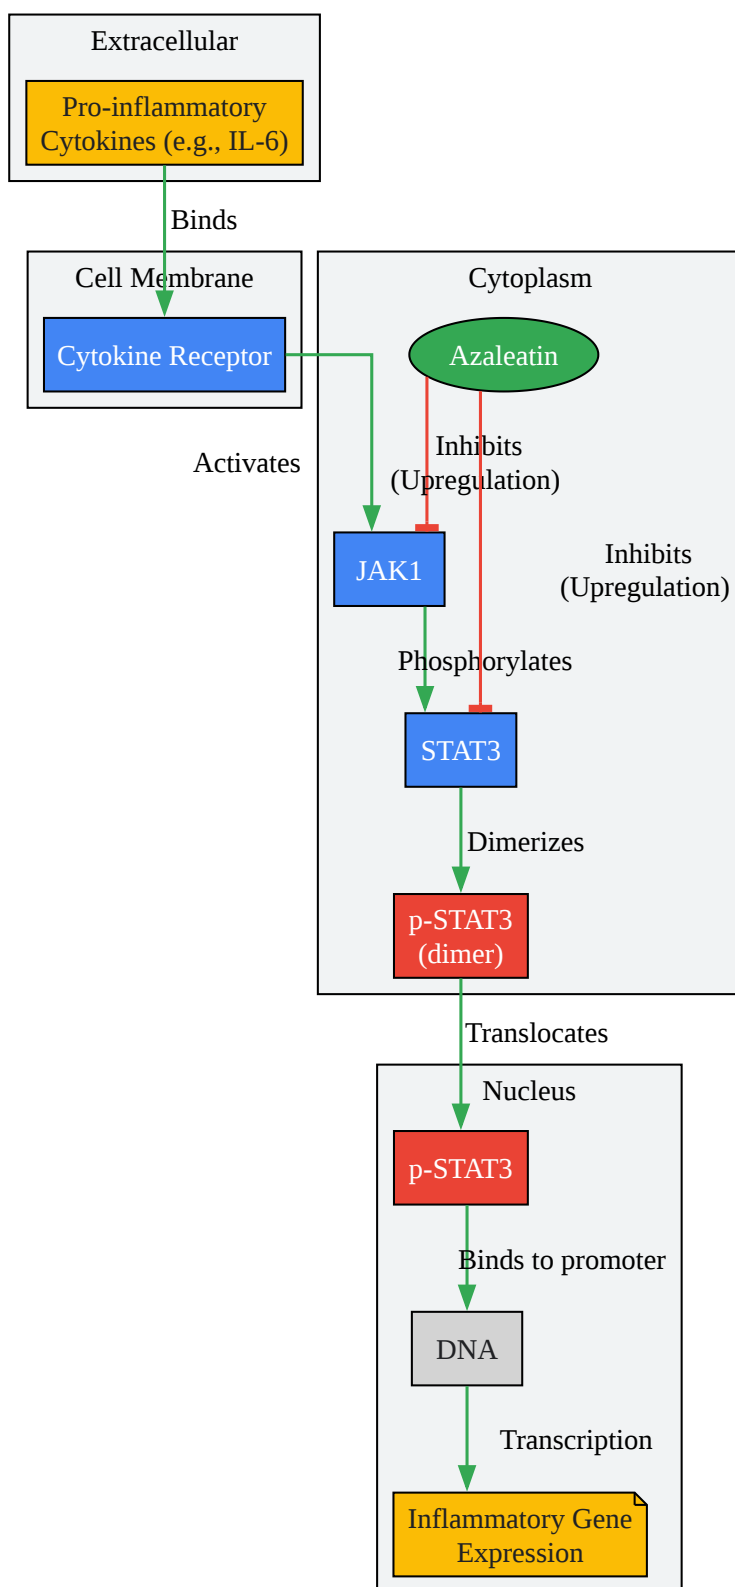 Extracellular
Pro-inflammatory
Cytokines (e.g., IL-6)
Binds
Cell Membrane
Cytokine Receptor
Cytoplasm
Azaleatin
Activates
Inhibits
(Upregulation)
Inhibits
(Upregulation)
JAK1
Phosphorylates
STAT3
Dimerizes
p-STAT3
(dimer)
Translocates
Nucleus
p-STAT3
Binds to promoter
DNA
Transcription
Inflammatory Gene
Expression